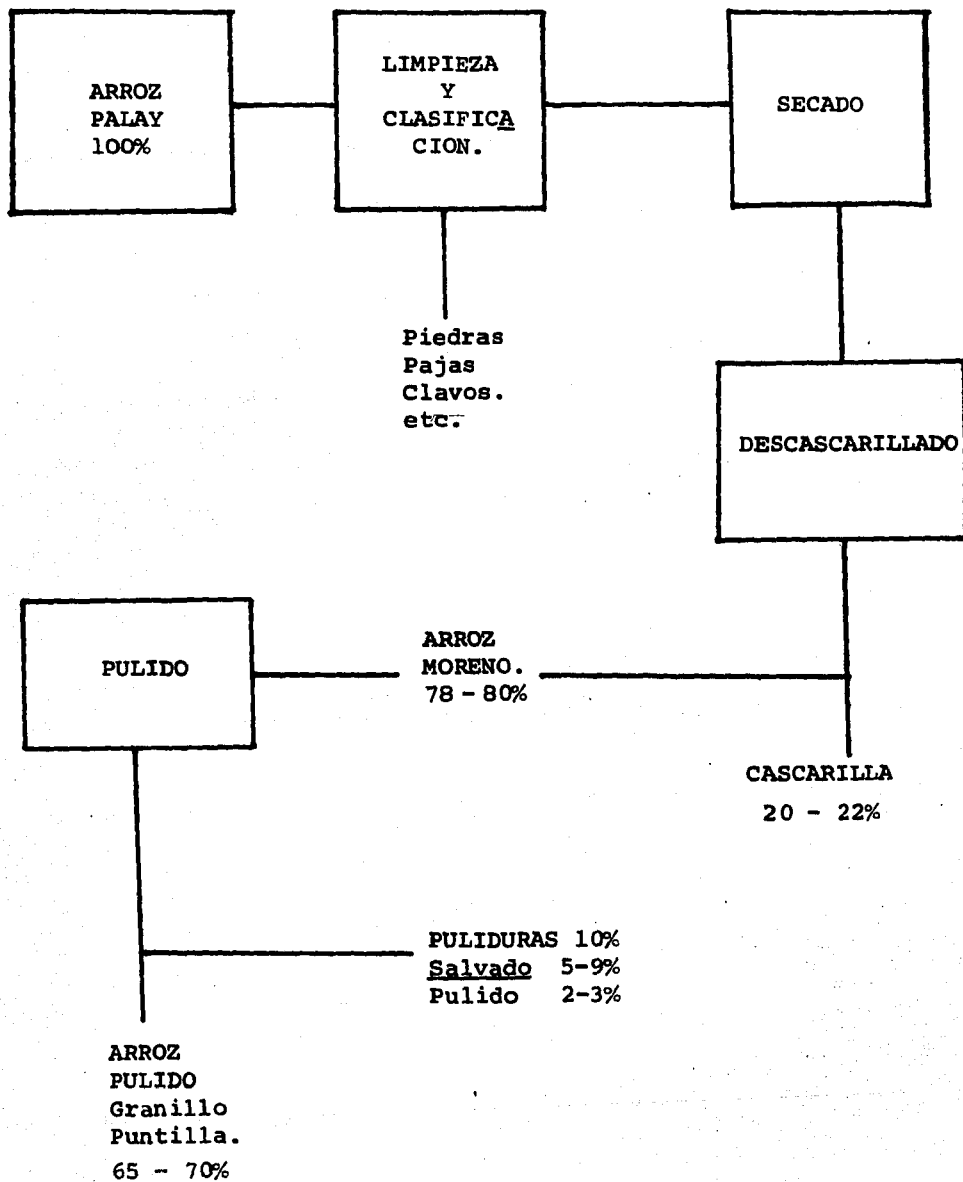 ARROZ
PALAY
100%
LIMPIEZA
Y
CLASIFICA
CION.
SECADO
Piedras
Pajas
Clavos.
etc.
DESCASCARILLADO
PULIDO
ARROZ
MORENO.
78 - 80%
CASCARILLA
20 - 22%
PULIDURAS 10%
Salvado 5-9%
Pulido 2-3%
ARROZ
PULIDO
Granillo
Puntilla.
65 - 70%